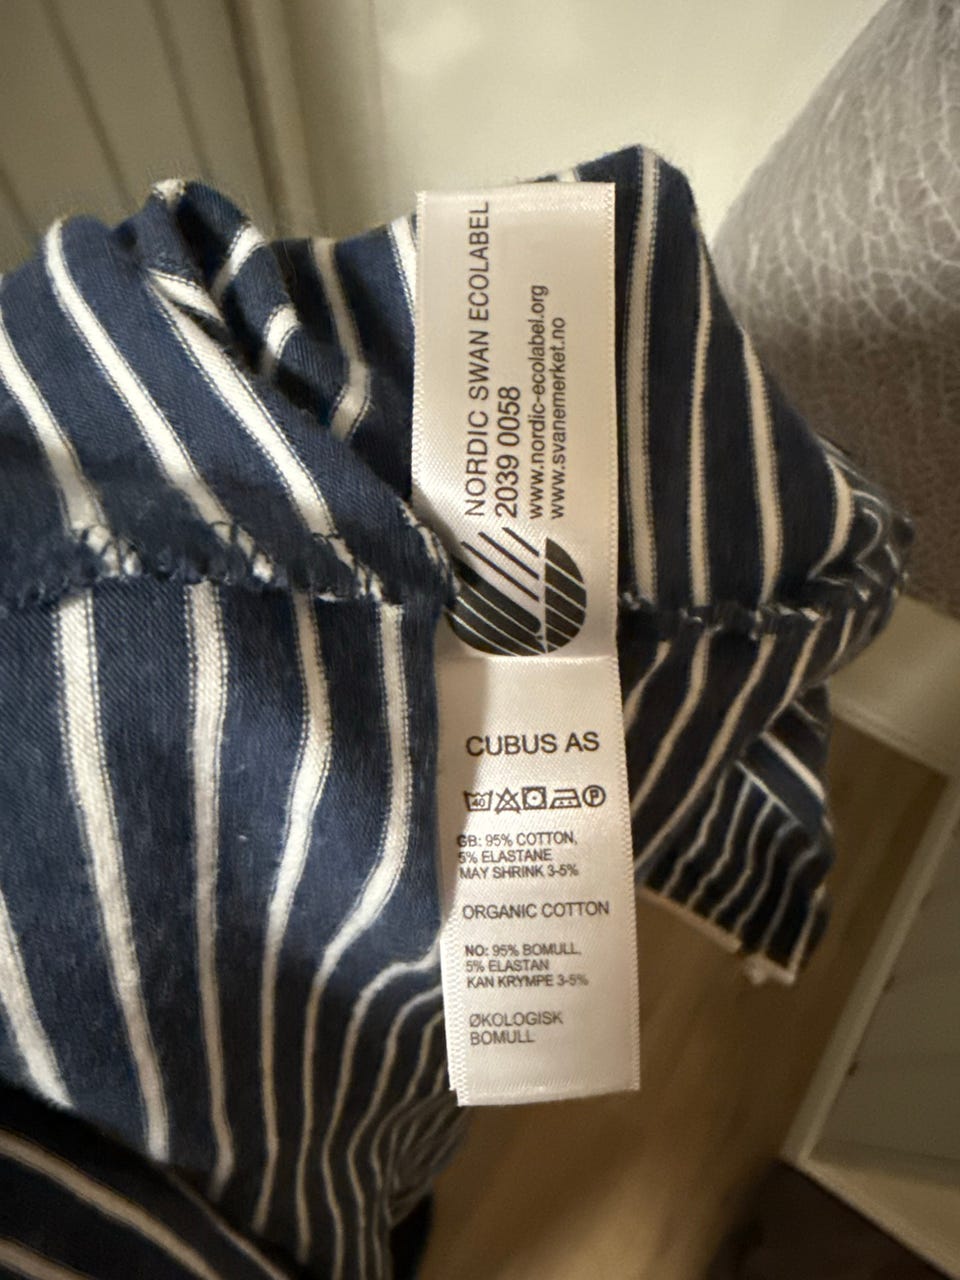 NORDIC SWAN ECOLABEL
2039 0058
www.nordic-ecolabel.org
www.svanemerket.no
CUBUS AS
40 P
GB: 95% COTTON,
5% ELASTANE
MAY SHRINK 3-5%
ORGANIC COTTON
NO: 95% BOMULL,
5% ELASTAN
KAN KRYMPE 3-5%
ØKOLOGISK
BOMULL